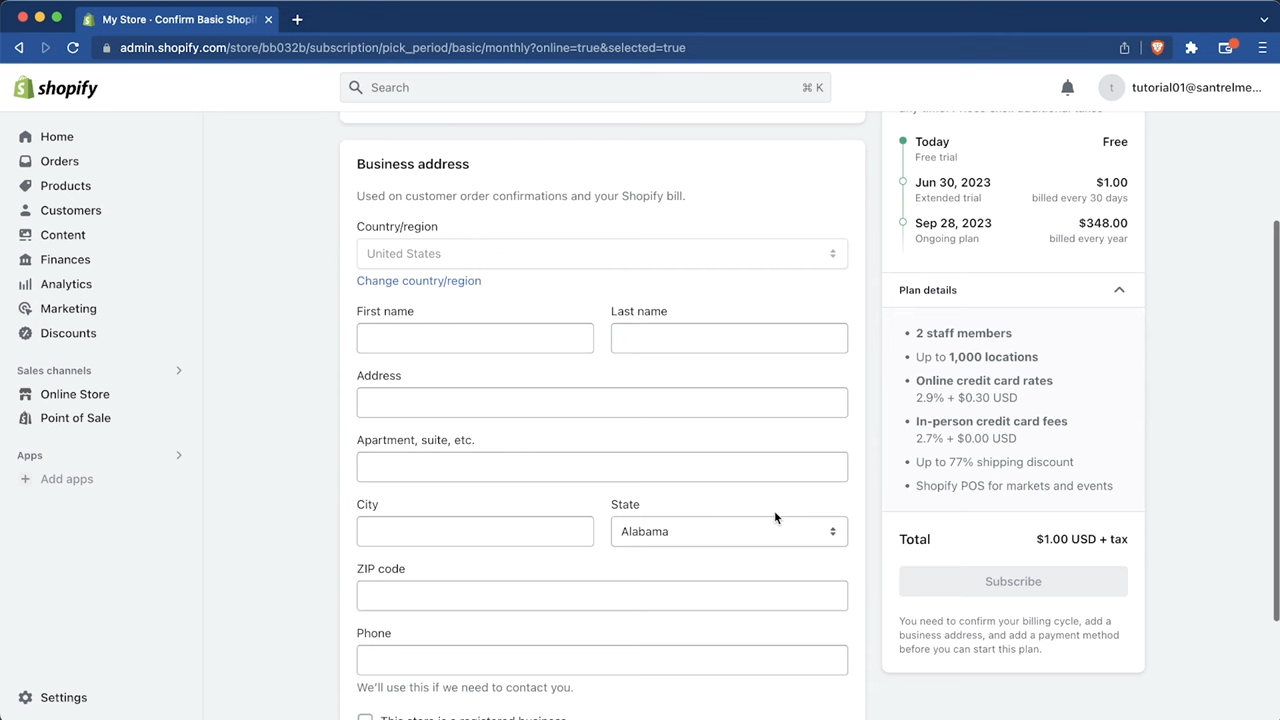 My Store · Confirm Basic Shopif
admin.shopify.com/store/bb032b/subscription/pick_period/basic/monthly?online=true&selected=true
shopify
Search
⌘ K
t
tutorial01@santrelme...
Home
Orders
Products
Customers
Content
Finances
Analytics
Marketing
Discounts
Sales channels
Online Store
Point of Sale
Apps
Add apps
Settings
Business address
Used on customer order confirmations and your Shopify bill.
Country/region
United States
Change country/region
First name
Last name
Address
Apartment, suite, etc.
City
State
Alabama
ZIP code
Phone
We'll use this if we need to contact you.
This store is a registered business
Today
Free
Free trial
Jun 30, 2023
$1.00
Extended trial
billed every 30 days
Sep 28, 2023
$348.00
Ongoing plan
billed every year
Plan details
• 2 staff members
• Up to 1,000 locations
• Online credit card rates
2.9% + $0.30 USD
• In-person credit card fees
2.7% + $0.00 USD
• Up to 77% shipping discount
• Shopify POS for markets and events
Total
$1.00 USD + tax
Subscribe
You need to confirm your billing cycle, add a
business address, and add a payment method
before you can start this plan.